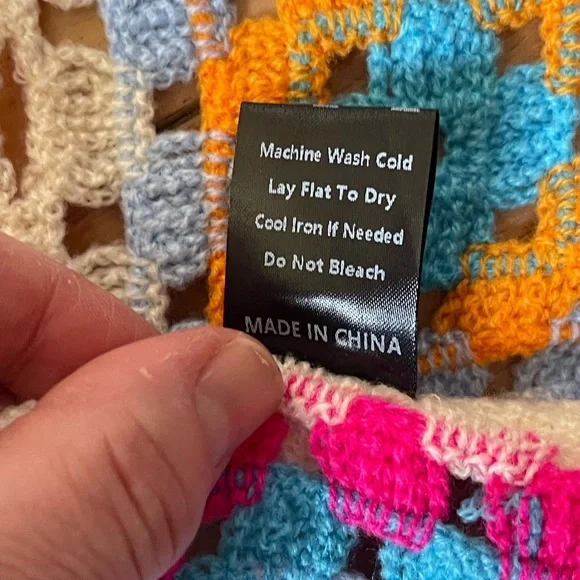 Machine Wash Cold
Lay Flat To Dry
Cool Iron If Needed
Do Not Bleach
MADE IN CHINA